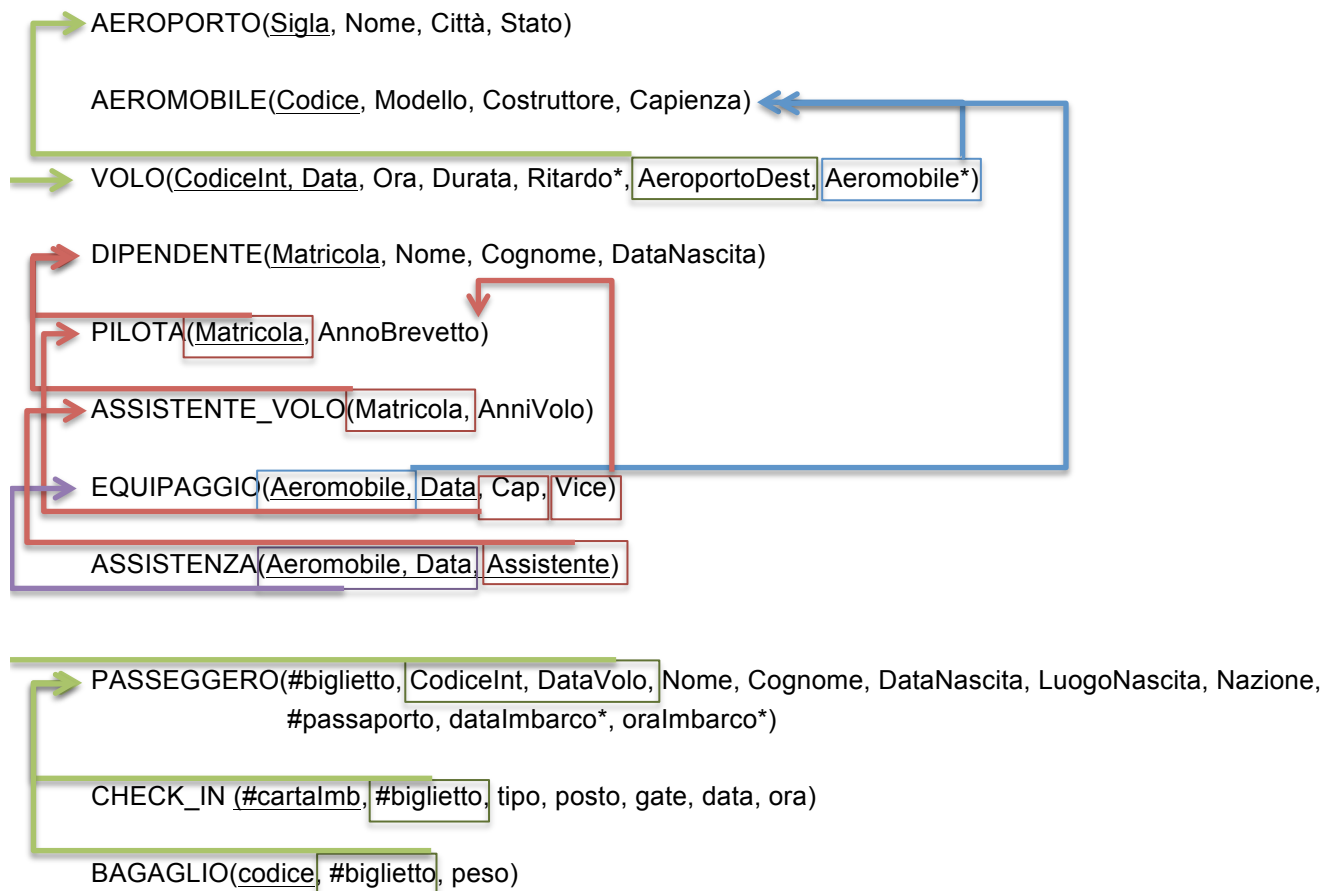 AEROPORTO(Sigla, Nome, Città, Stato)
AEROMOBILE(Codice, Modello, Costruttore, Capienza)
VOLO(CodiceInt, Data, Ora, Durata, Ritardo*, AeroportoDest, Aeromobile*)
DIPENDENTE(Matricola, Nome, Cognome, DataNascita)
PILOTA(Matricola, AnnoBrevetto)
ASSISTENTE_VOLO(Matricola, AnniVolo)
EQUIPAGGIO(Aeromobile, Data, Cap, Vice)
ASSISTENZA(Aeromobile, Data, Assistente)
PASSEGGERO(#biglietto, CodiceInt, DataVolo, Nome, Cognome, DataNascita, LuogoNascita, Nazione,
#passaporto, dataImbarco*, oraImbarco*)
CHECK_IN (#cartaImb, #biglietto, tipo, posto, gate, data, ora)
BAGAGLIO(codice, #biglietto, peso)